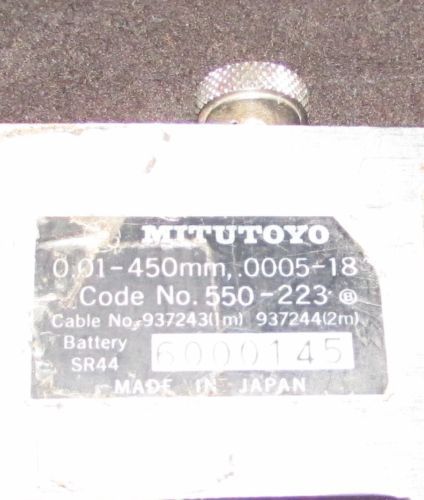 MITUTOYO
0.01-450mm, .0005-18"
Code No. 550-223 ®
Cable No. 937243(1m) 937244(2m)
Battery
SR44
6000145
MADE IN JAPAN